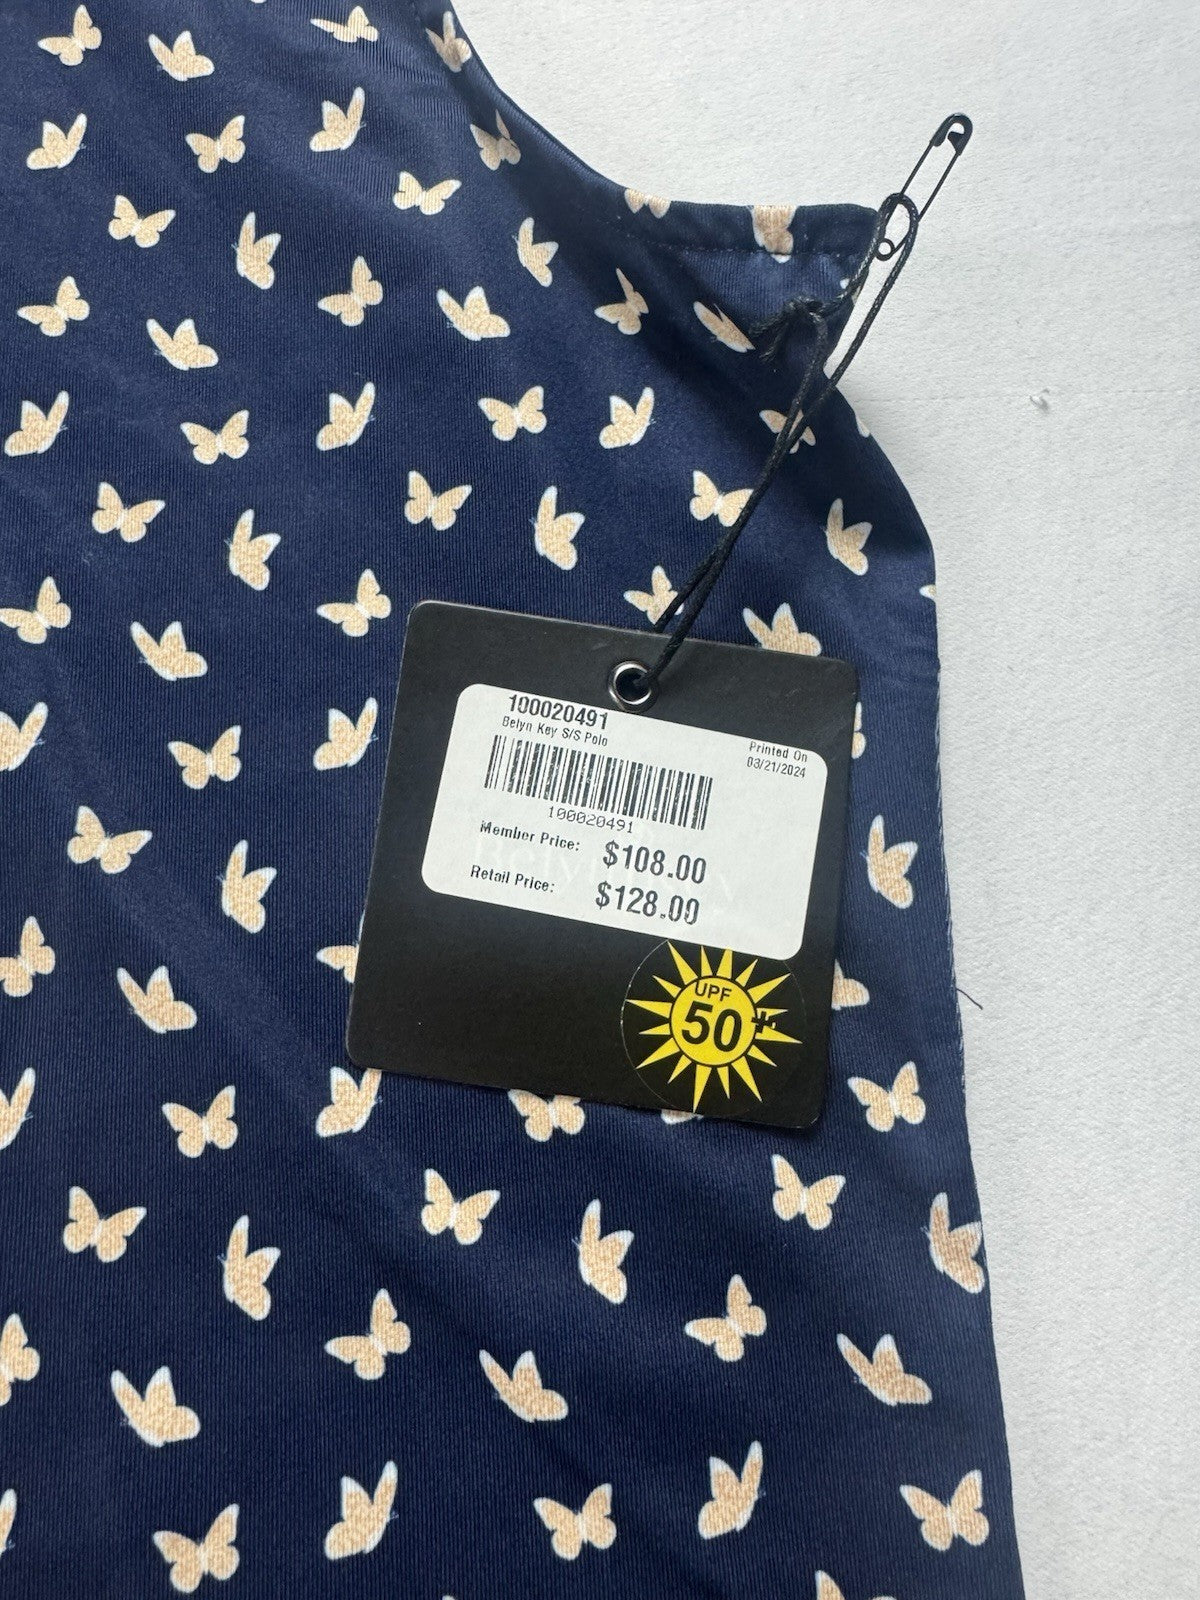 100020491
Belyn Key S/S Polo
Printed On
03/21/2024
100020491
Member Price: $108.00
Retail Price: $128.00
UPF
50+